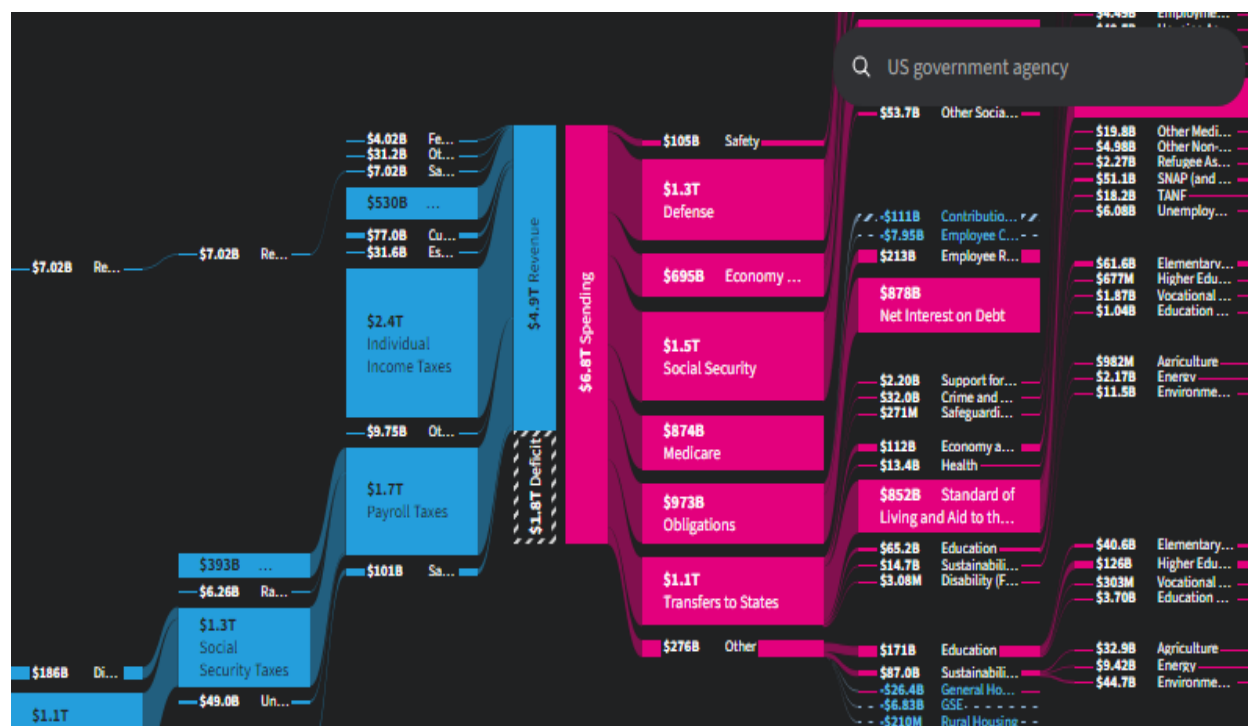 $4.49B Employme...
US government agency
$53.7B Other Socia...
$19.8B Other Medi...
$4.98B Other Non-...
$2.27B Refugee As...
$51.1B SNAP (and ...
$18.2B TANF
$6.08B Unemploy...
$4.02B Fe...
$31.2B Ot...
$7.02B Sa...
$530B ...
$77.0B Cu...
$31.6B Es...
$7.02B Re...
$7.02B Re...
$2.4T
Individual
Income Taxes
$9.75B Ot...
$1.7T
Payroll Taxes
$101B Sa...
$393B ...
$6.26B Ra...
$1.3T
Social
Security Taxes
$49.0B Un...
$186B Di...
$1.1T
$4.9T Revenue
$1.8T Deficit
$6.8T Spending
$105B Safety
$1.3T
Defense
$695B Economy ...
$1.5T
Social Security
$874B
Medicare
$973B
Obligations
$1.1T
Transfers to States
$276B Other
-$111B Contributio...
-$7.95B Employee C...
$213B Employee R...
$878B
Net Interest on Debt
$2.20B Support for...
$32.0B Crime and ...
$271M Safeguardi...
$112B Economy a...
$13.4B Health
$852B Standard of
Living and Aid to th...
$65.2B Education
$14.7B Sustainabili...
$3.08M Disability (F...
$171B Education
$87.0B Sustainabili...
-$26.4B General Ho...
-$6.83B GSE
-$210M Rural Housing
$61.6B Elementary...
$677M Higher Edu...
$1.87B Vocational ...
$1.04B Education ...
$982M Agriculture
$2.17B Energy
$11.5B Environme...
$40.6B Elementary...
$126B Higher Edu...
$303M Vocational ...
$3.70B Education ...
$32.9B Agriculture
$9.42B Energy
$44.7B Environme...